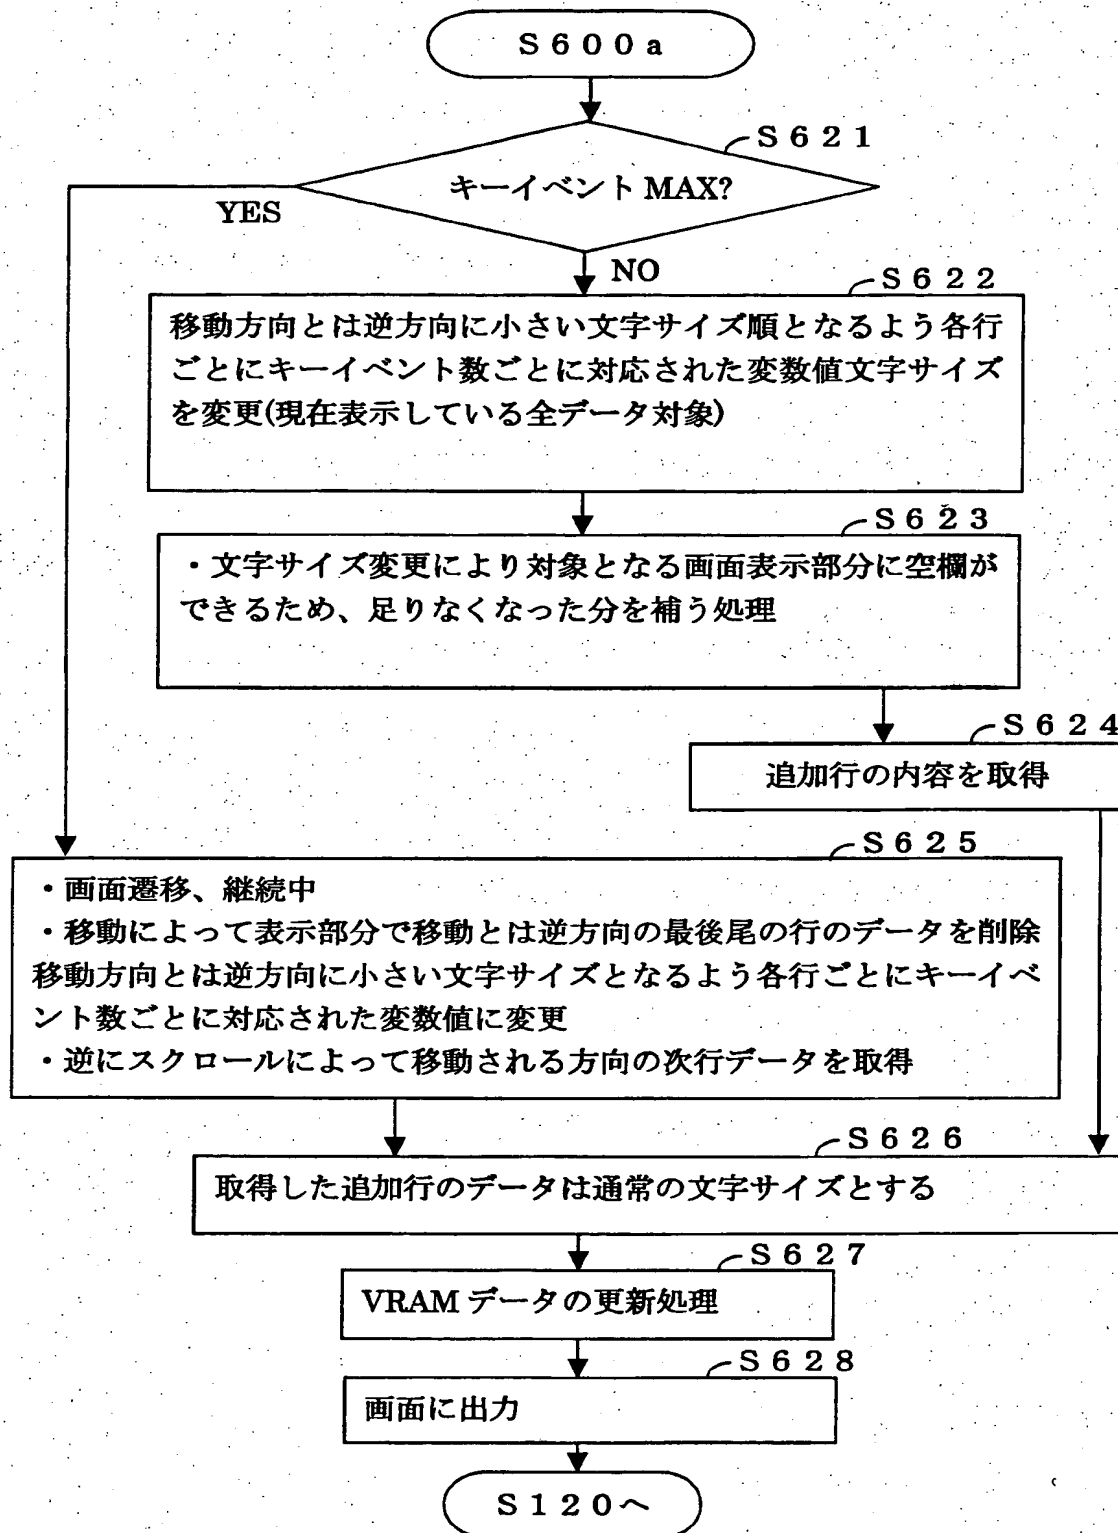 S600a
S621
キーイベント MAX?
YES
NO
S622
移動方向とは逆方向に小さい文字サイズ順となるよう各行
ごとにキーイベント数ごとに対応された変数値文字サイズ
を変更(現在表示している全データ対象)
S623
・文字サイズ変更により対象となる画面表示部分に空欄が
できるため、足りなくなった分を補う処理
S624
追加行の内容を取得
S625
・画面遷移、継続中
・移動によって表示部分で移動とは逆方向の最後尾の行のデータを削除
移動方向とは逆方向に小さい文字サイズとなるよう各行ごとにキーイベ
ント数ごとに対応された変数値に変更
・逆にスクロールによって移動される方向の次行データを取得
S626
取得した追加行のデータは通常の文字サイズとする
S627
VRAM データの更新処理
S628
画面に出力
S120へ